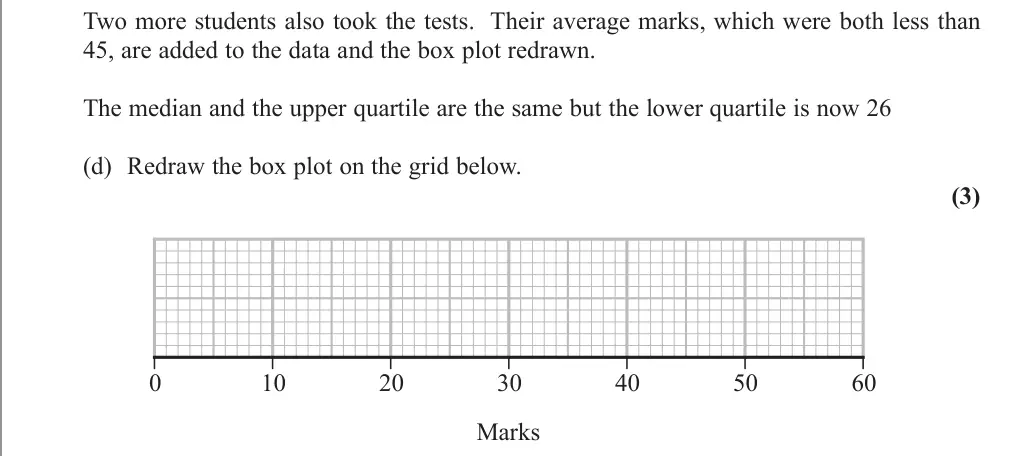 Two more students also took the tests. Their average marks, which were both less than
45, are added to the data and the box plot redrawn.
The median and the upper quartile are the same but the lower quartile is now 26
(d) Redraw the box plot on the grid below.
(3)
0 10 20 30 40 50 60
Marks